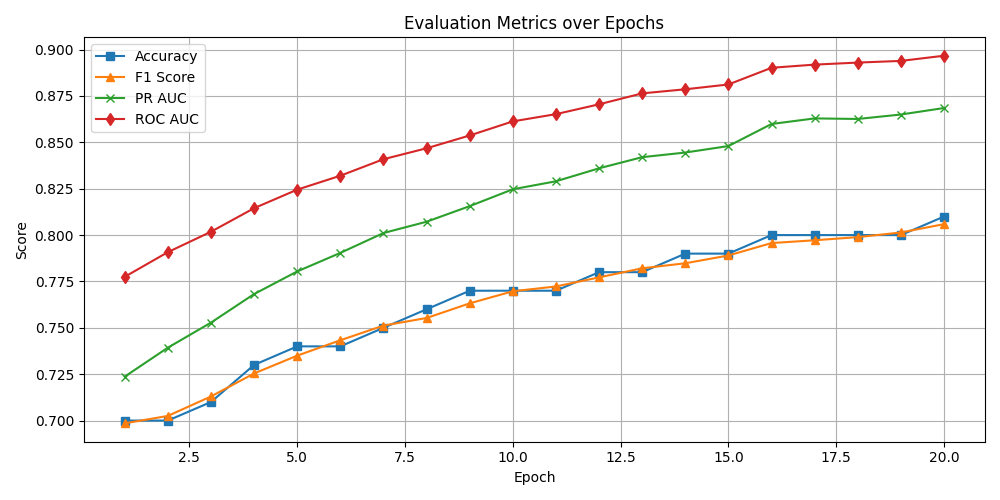 Evaluation Metrics over Epochs
Accuracy
F1 Score
PR AUC
ROC AUC
Score
0.900
0.875
0.850
0.825
0.800
0.775
0.750
0.725
0.700
2.5 5.0 7.5 10.0 12.5 15.0 17.5 20.0
Epoch